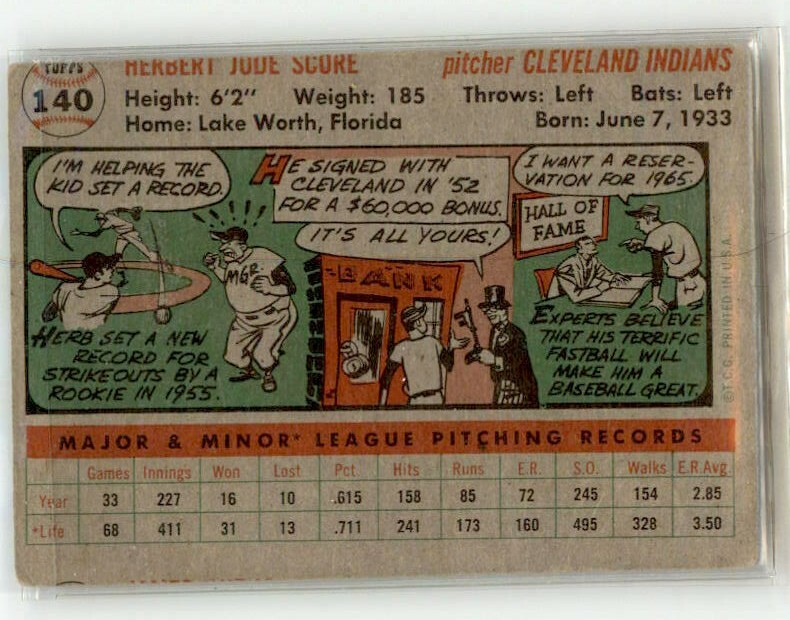 TOPPS
140
HERBERT JUDE SCORE
pitcher CLEVELAND INDIANS
Height: 6'2" Weight: 185 Throws: Left Bats: Left
Home: Lake Worth, Florida Born: June 7, 1933
I'M HELPING THE
KID SET A RECORD.
MGR.
HERB SET A NEW
RECORD FOR
STRIKEOUTS BY A
ROOKIE IN 1955.
HE SIGNED WITH
CLEVELAND IN '52
FOR A $60,000 BONUS.
IT'S ALL YOURS!
BANK
I WANT A RESER-
VATION FOR 1965.
HALL OF
FAME
EXPERTS BELIEVE
THAT HIS TERRIFIC
FASTBALL WILL
MAKE HIM A
BASEBALL GREAT.
©T.C.G. PRINTED IN U.S.A.
MAJOR & MINOR* LEAGUE PITCHING RECORDS
Games Innings Won Lost Pct Hits Runs E.R. S.O. Walks E.R.Avg.
Year 33 227 16 10 .615 158 85 72 245 154 2.85
*Life 68 411 31 13 .711 241 173 160 495 328 3.50